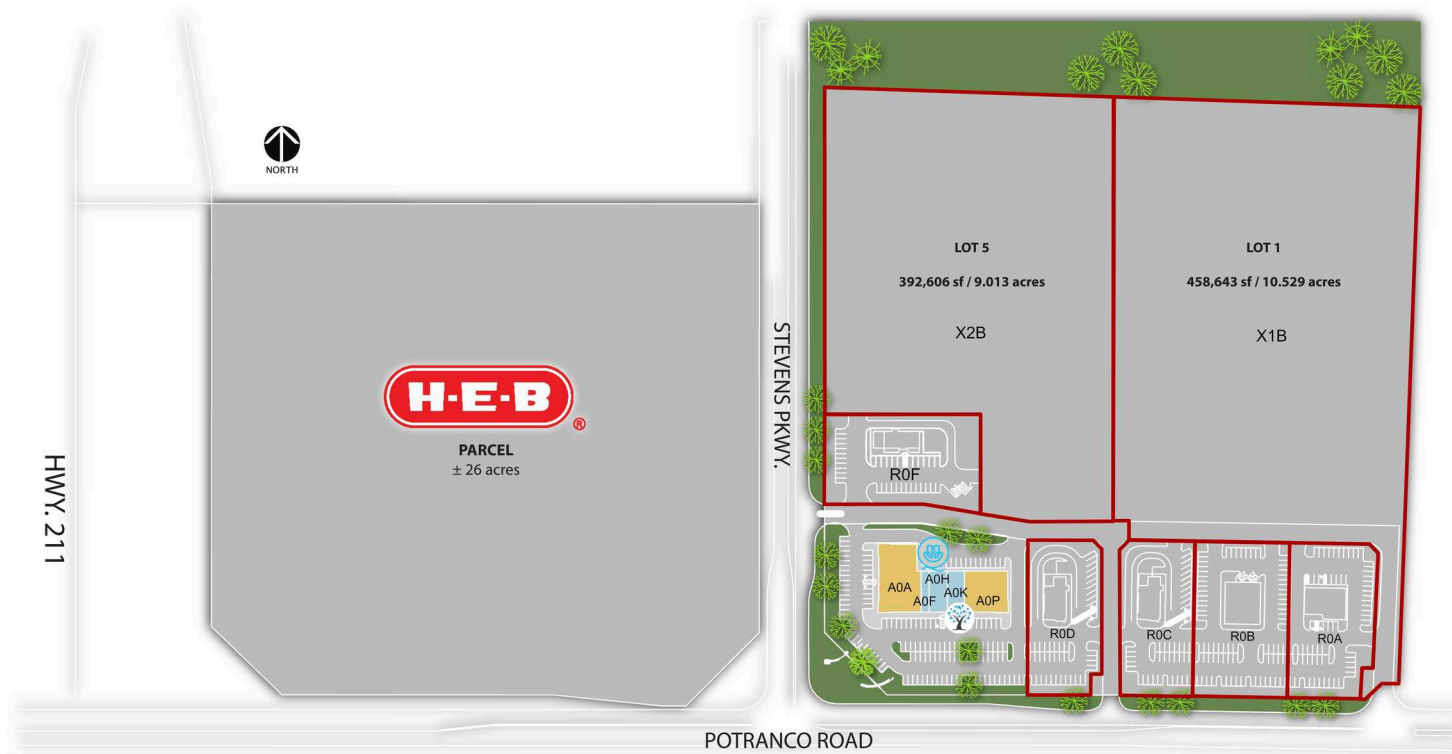 NORTH
LOT 5
392,606 sf / 9.013 acres
X2B
LOT 1
458,643 sf / 10.529 acres
X1B
H-E-B®
PARCEL
± 26 acres
HWY. 211
STEVENS PKWY.
R0F
A0A
A0F
A0H
A0K
A0P
R0D
R0C
R0B
R0A
POTRANCO ROAD